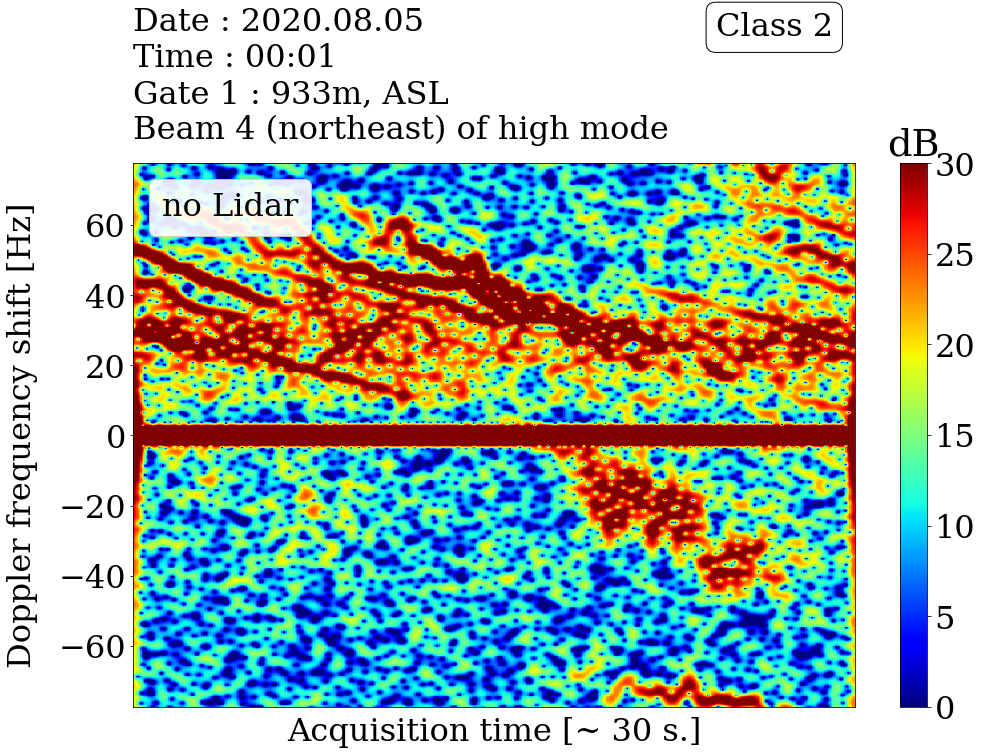 Date : 2020.08.05
Time : 00:01
Gate 1 : 933m, ASL
Beam 4 (northeast) of high mode
Class 2
no Lidar
dB
Doppler frequency shift [Hz]
60
40
20
0
−20
−40
−60
30
25
20
15
10
5
0
Acquisition time [~ 30 s.]